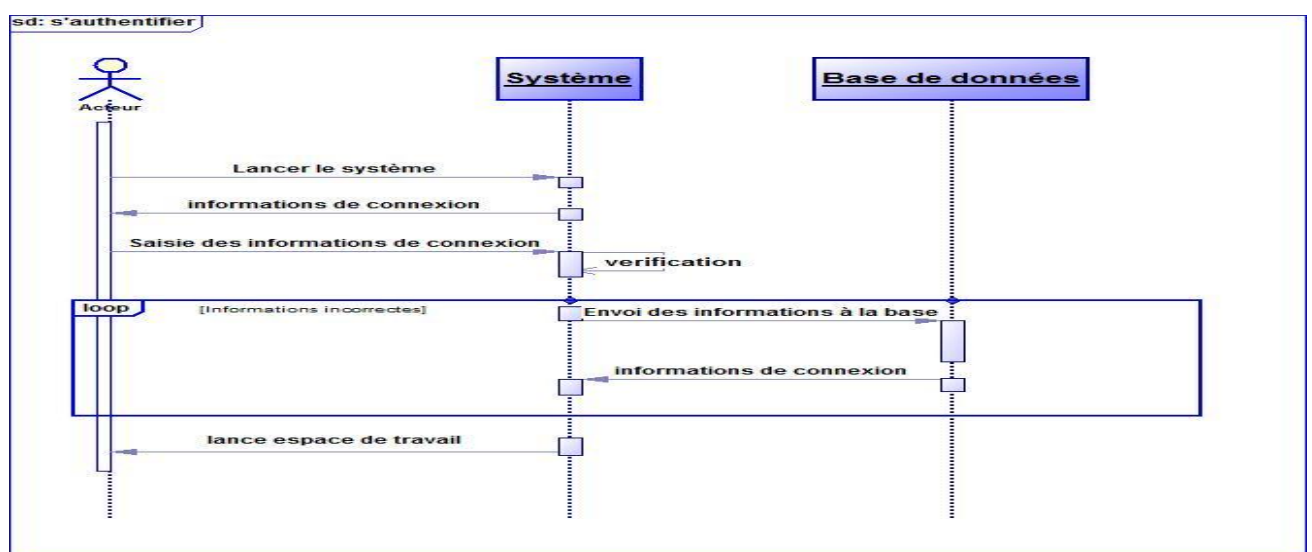 sd: s'authentifier
Système
Base de données
Acteur
Lancer le système
informations de connexion
Saisie des informations de connexion
verification
loop
[Informations incorrectes]
Envoi des informations à la base
informations de connexion
lance espace de travail